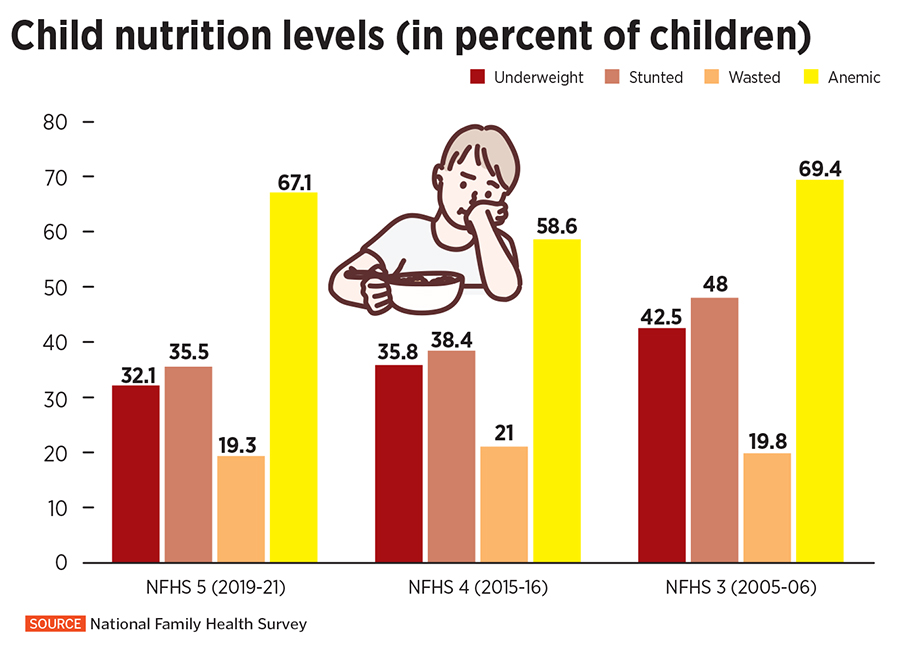 Child nutrition levels (in percent of children)
Underweight Stunted Wasted Anemic
80
70
60
50
40
30
20
10
0
32.1 35.5 19.3 67.1
35.8 38.4 21 58.6
42.5 48 19.8 69.4
NFHS 5 (2019-21) NFHS 4 (2015-16) NFHS 3 (2005-06)
SOURCE National Family Health Survey